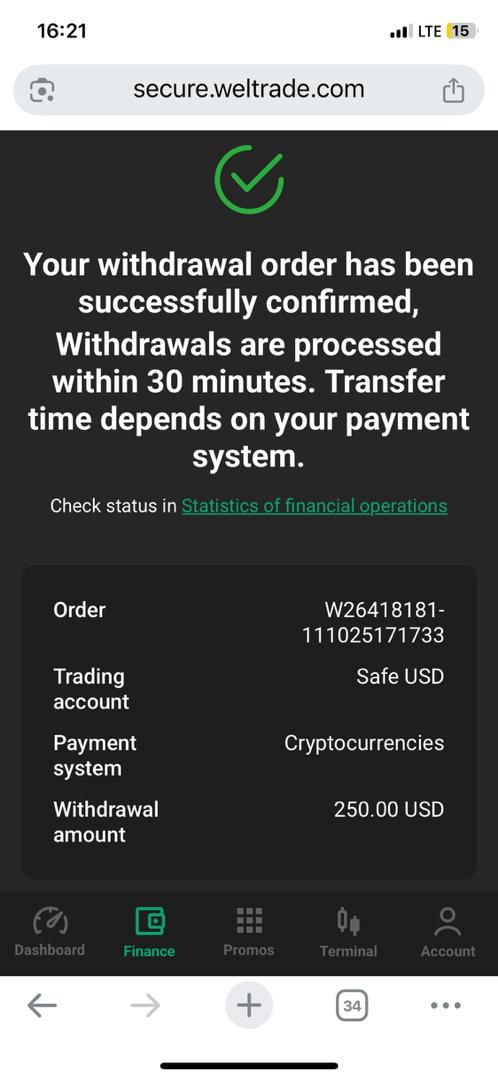 16:21
LTE 15
secure.weltrade.com
Your withdrawal order has been
successfully confirmed,
Withdrawals are processed
within 30 minutes. Transfer
time depends on your payment
system.
Check status in Statistics of financial operations
Order W26418181-
111025171733
Trading Safe USD
account
Payment Cryptocurrencies
system
Withdrawal 250.00 USD
amount
Dashboard Finance Promos Terminal Account
34